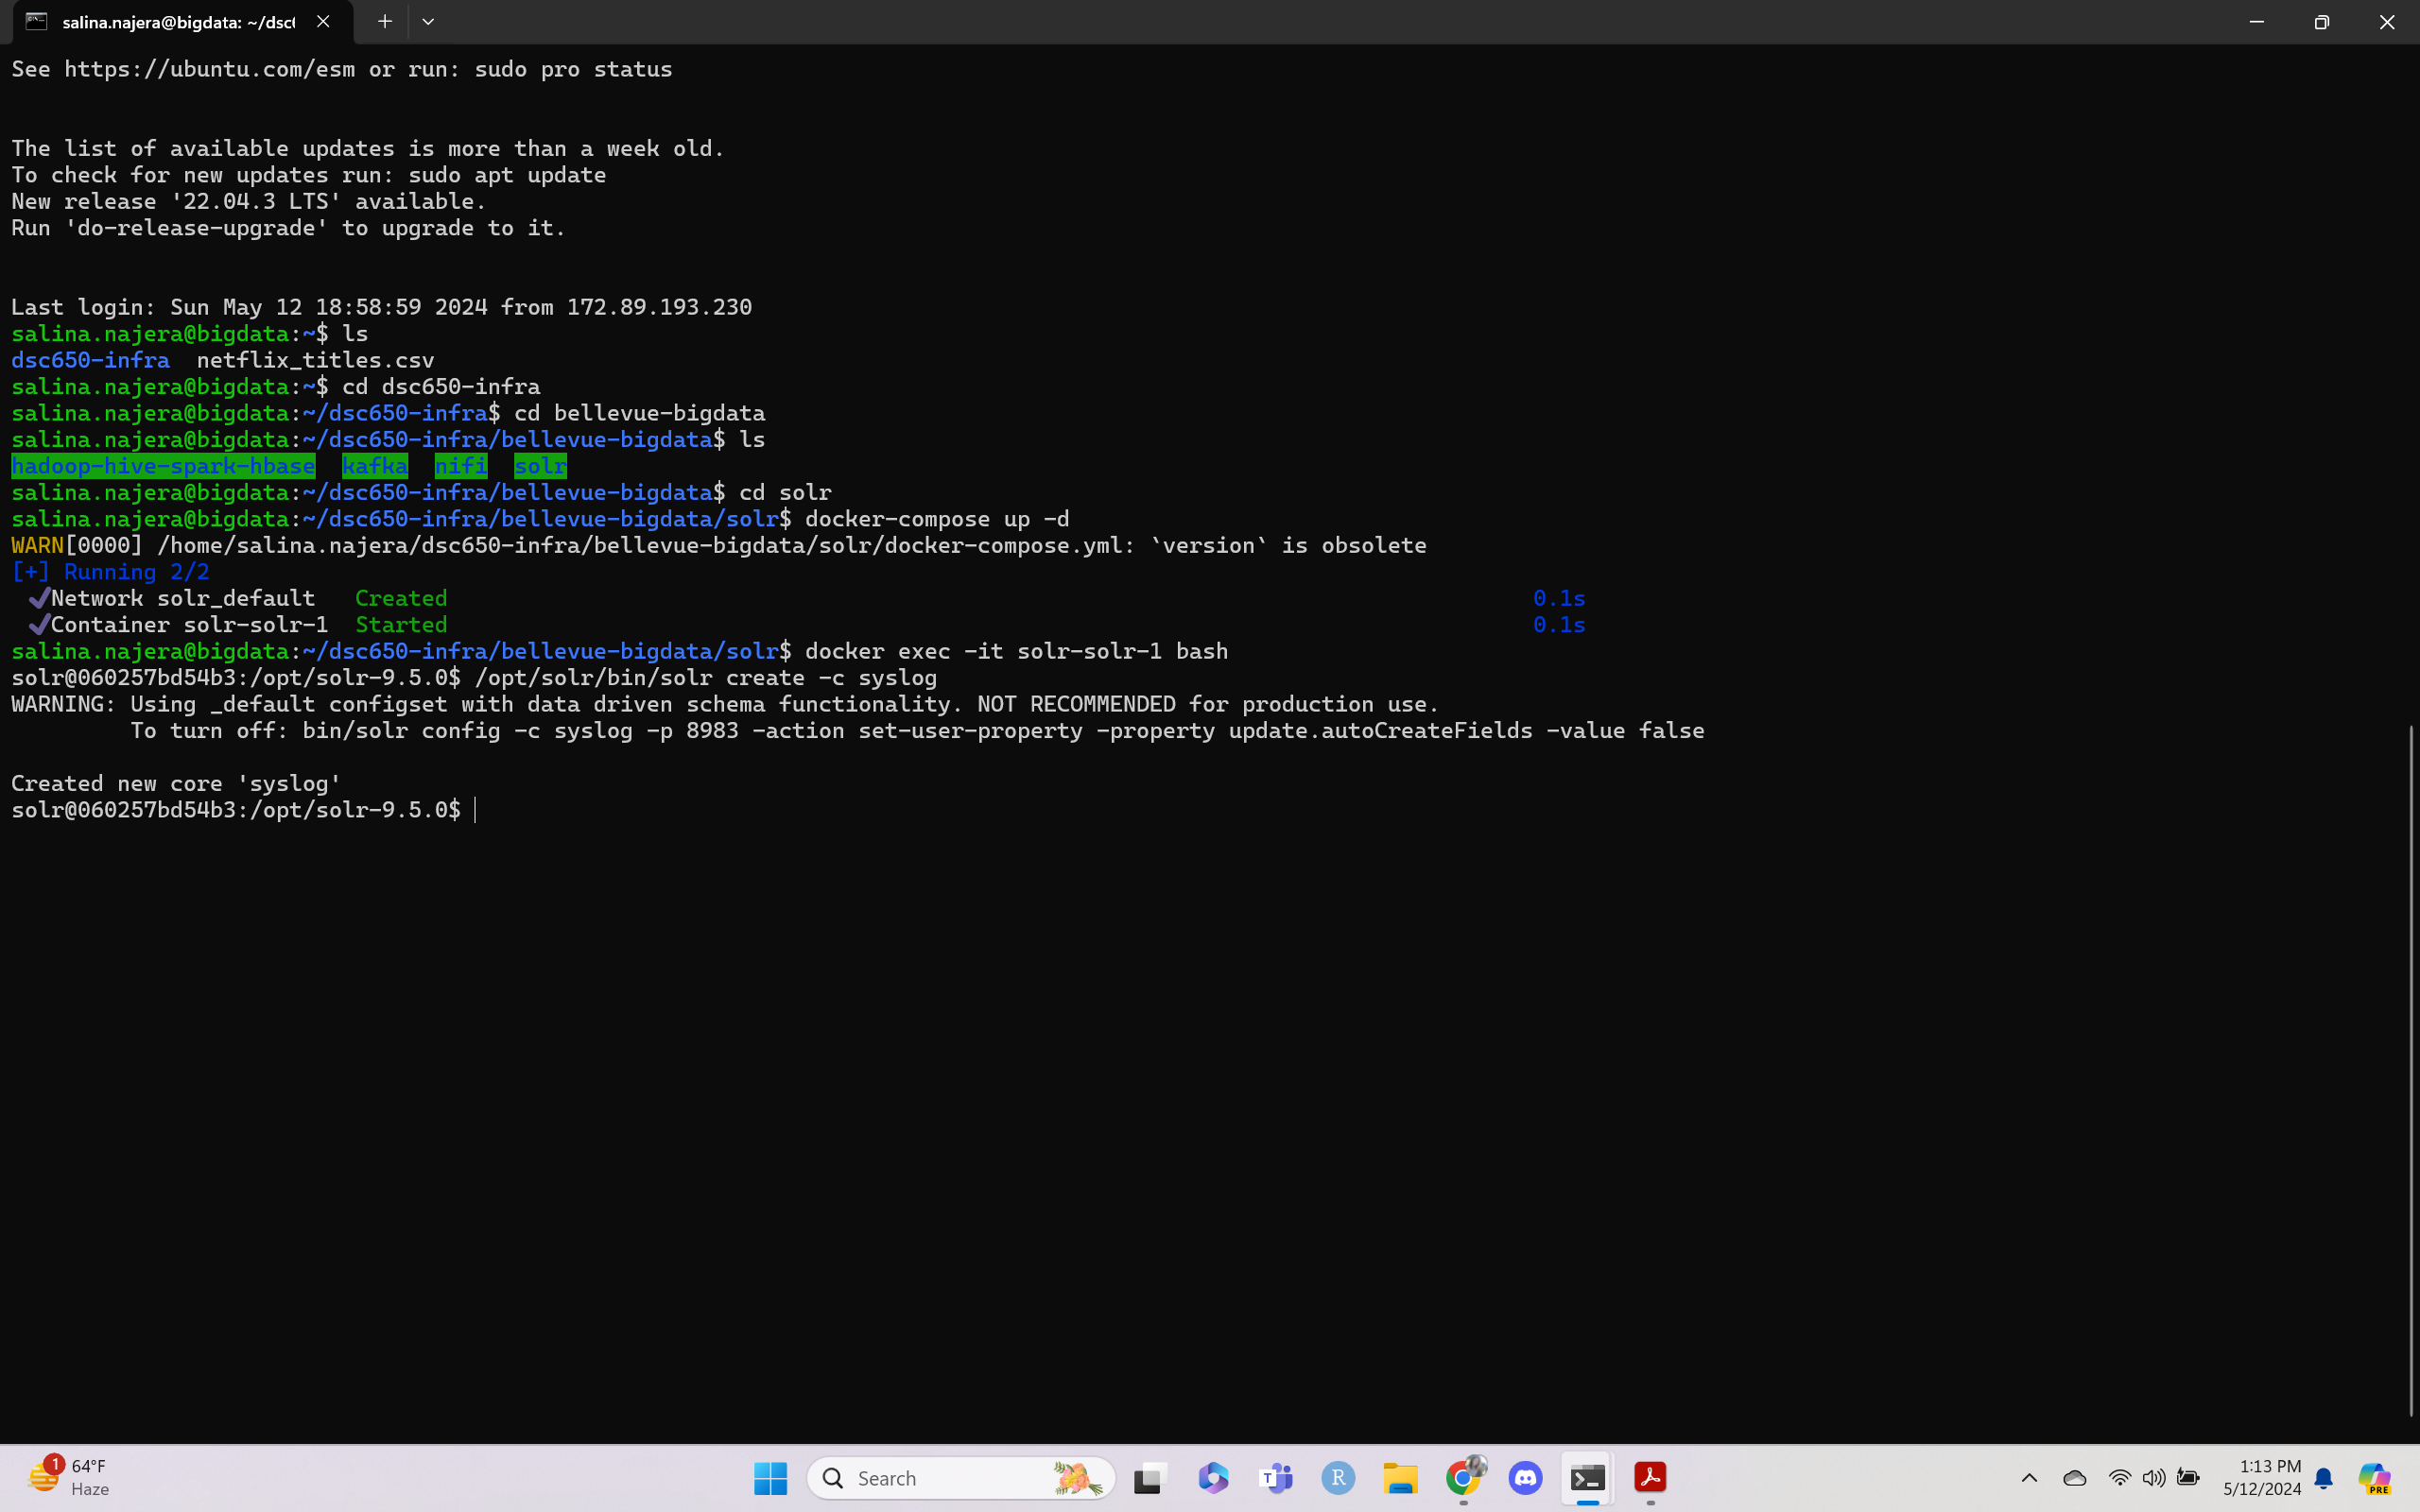 salina.najera@bigdata: ~/dsc
See https://ubuntu.com/esm or run: sudo pro status
The list of available updates is more than a week old.
To check for new updates run: sudo apt update
New release '22.04.3 LTS' available.
Run 'do-release-upgrade' to upgrade to it.
Last login: Sun May 12 18:58:59 2024 from 172.89.193.230
salina.najera@bigdata:~$ ls
dsc650-infra  netflix_titles.csv
salina.najera@bigdata:~$ cd dsc650-infra
salina.najera@bigdata:~/dsc650-infra$ cd bellevue-bigdata
salina.najera@bigdata:~/dsc650-infra/bellevue-bigdata$ ls
hadoop-hive-spark-hbase  kafka  nifi  solr
salina.najera@bigdata:~/dsc650-infra/bellevue-bigdata$ cd solr
salina.najera@bigdata:~/dsc650-infra/bellevue-bigdata/solr$ docker-compose up -d
WARN[0000] /home/salina.najera/dsc650-infra/bellevue-bigdata/solr/docker-compose.yml: `version` is obsolete
[+] Running 2/2
✔Network solr_default   Created 0.1s
✔Container solr-solr-1  Started 0.1s
salina.najera@bigdata:~/dsc650-infra/bellevue-bigdata/solr$ docker exec -it solr-solr-1 bash
solr@060257bd54b3:/opt/solr-9.5.0$ /opt/solr/bin/solr create -c syslog
WARNING: Using _default configset with data driven schema functionality. NOT RECOMMENDED for production use.
To turn off: bin/solr config -c syslog -p 8983 -action set-user-property -property update.autoCreateFields -value false
Created new core 'syslog'
solr@060257bd54b3:/opt/solr-9.5.0$
1
64°F
Haze
Search
T
R
1:13 PM
5/12/2024
PRE